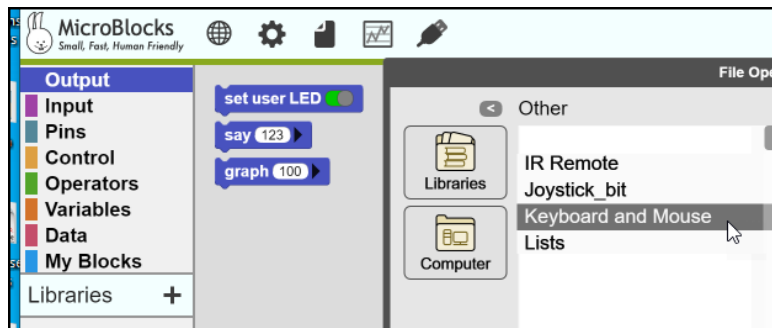 MicroBlocks
Small, Fast, Human Friendly
Output
Input
Pins
Control
Operators
Variables
Data
My Blocks
Libraries +
set user LED
say 123
graph 100
File Ope
< Other
Libraries
Computer
IR Remote
Joystick_bit
Keyboard and Mouse
Lists